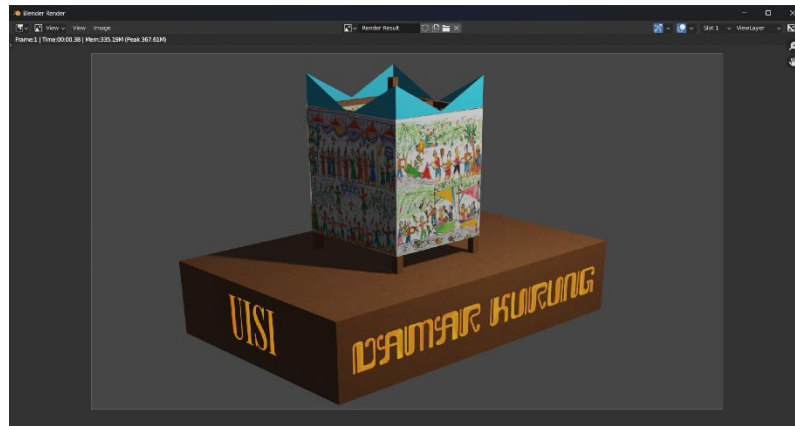 Blender Render
View View Image Render Result Slot 1 ViewLayer
Frame:1 | Time:00:00.38 | Mem:335.19M (Peak 367.61M)
UISI
DAMAR KURUNG